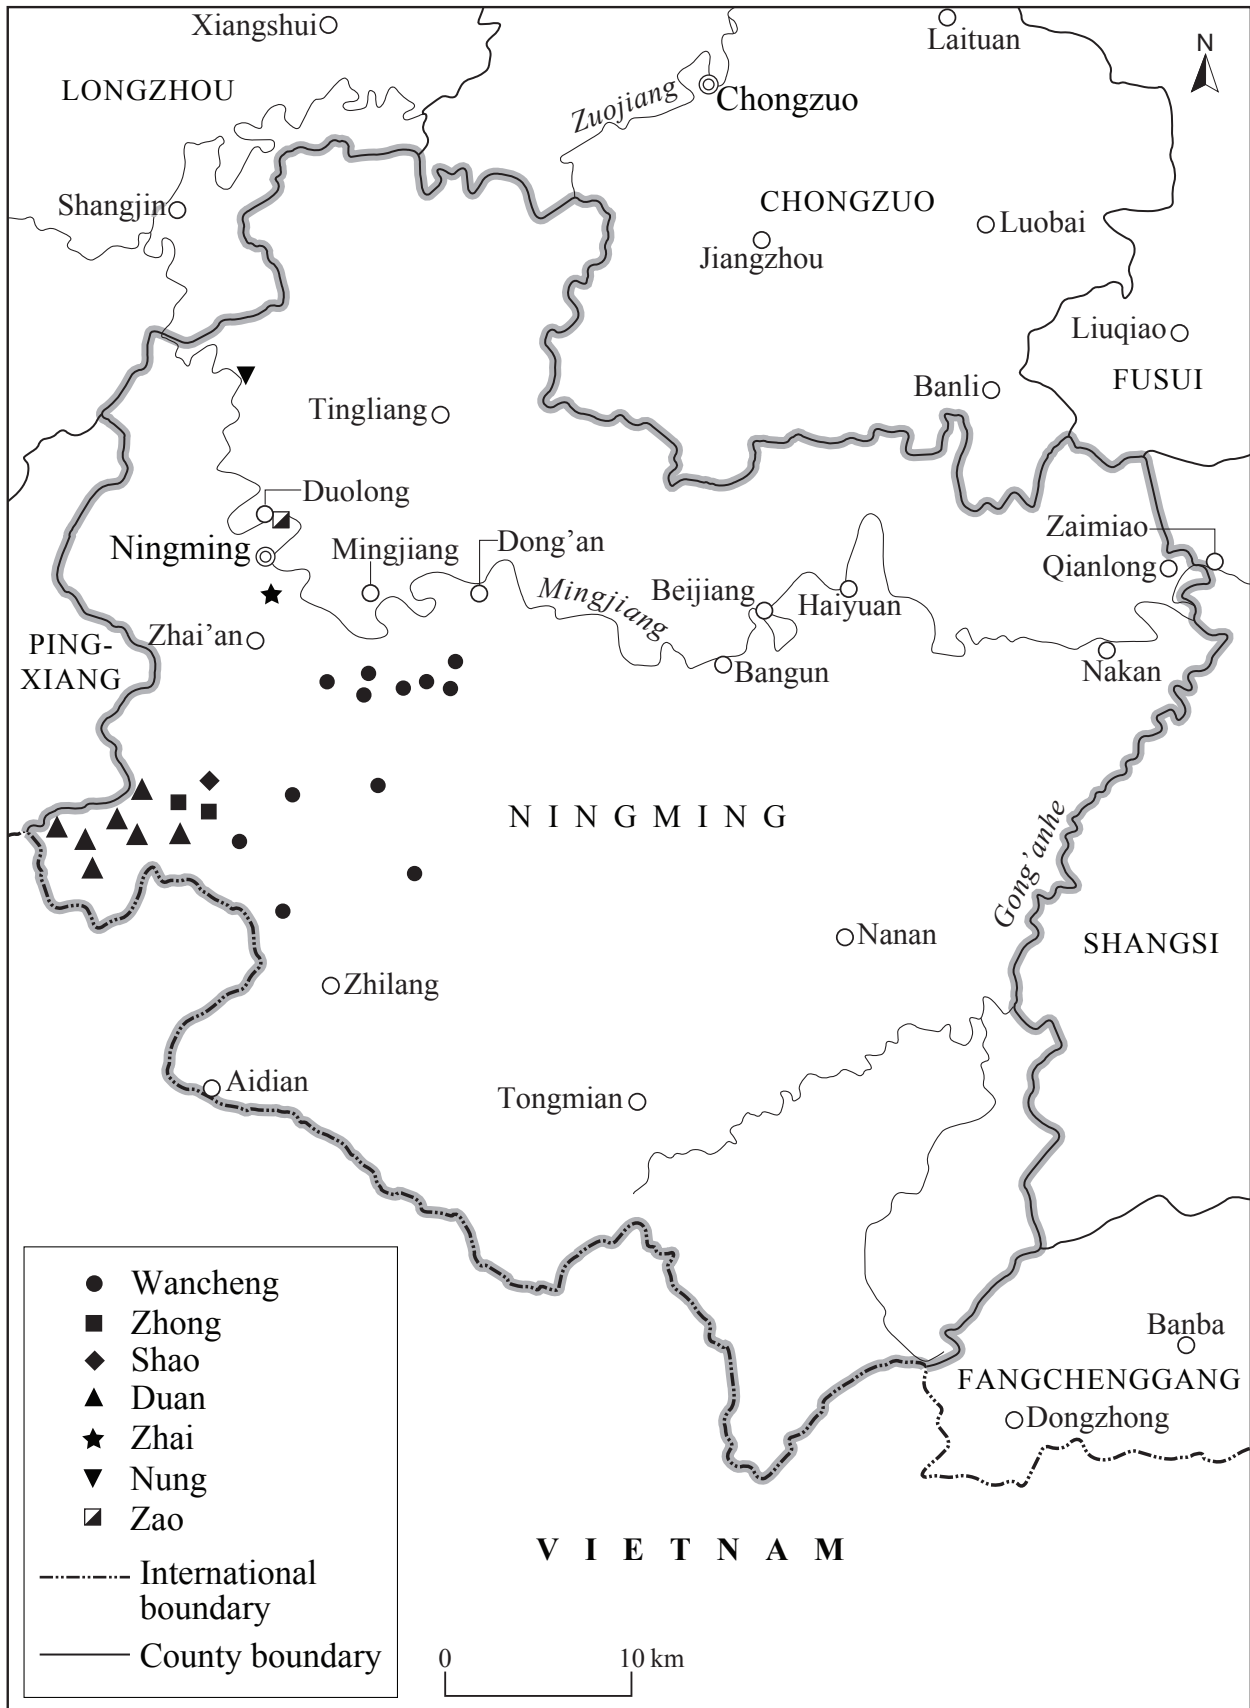 Xiangshui
Laituan
N
LONGZHOU
Zuojiang
Chongzuo
Shangjin
CHONGZUO
Luobai
Jiangzhou
Liuqiao
FUSUI
Banli
Tingliang
Duolong
Ningming
Mingjiang
Dong’an
Mingjiang
Beijiang
Haiyuan
Zaimiao
Qianlong
Zhai’an
PING-
XIANG
Bangun
Nakan
NINGMING
Gong’anhe
Nanan
SHANGSI
Zhilang
Aidian
Tongmian
Banba
FANGCHENGGANG
Dongzhong
VIETNAM
Wancheng
Zhong
Shao
Duan
Zhai
Nung
Zao
International
boundary
County boundary
0 10 km